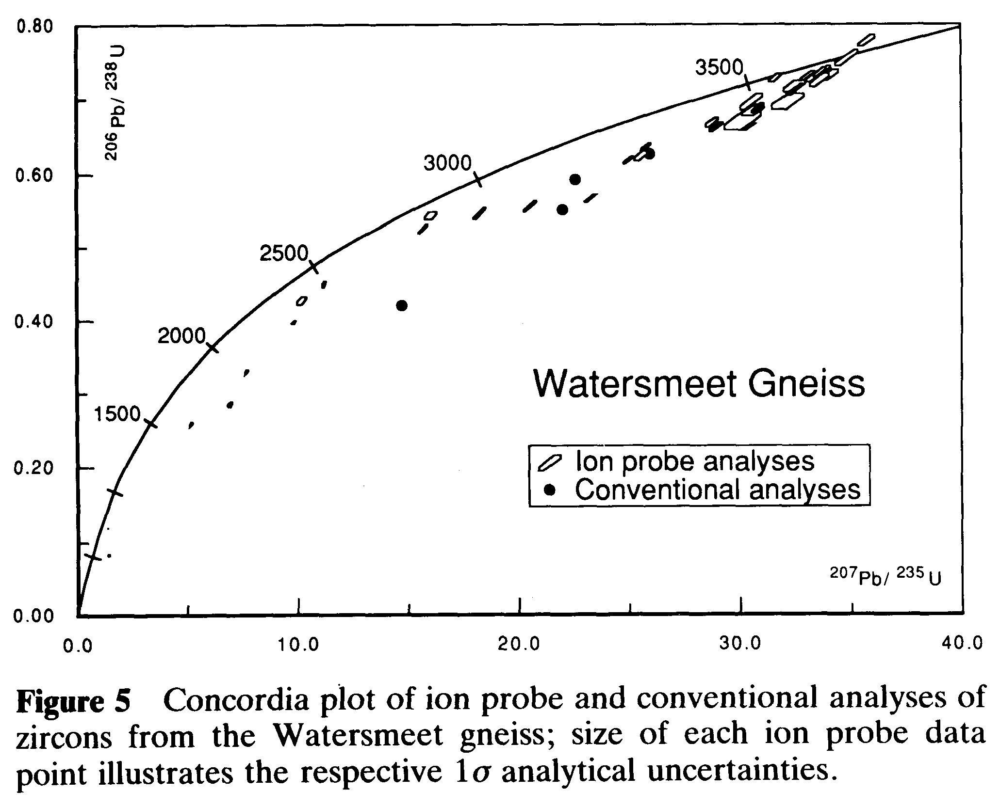 0.80
206Pb/ 238U
3500
0.60
3000
2500
0.40
2000
Watersmeet Gneiss
1500
Ion probe analyses
0.20
Conventional analyses
207Pb/ 235U
0.00
0.0 10.0 20.0 30.0 40.0
Figure 5 Concordia plot of ion probe and conventional analyses of
zircons from the Watersmeet gneiss; size of each ion probe data
point illustrates the respective 1σ analytical uncertainties.